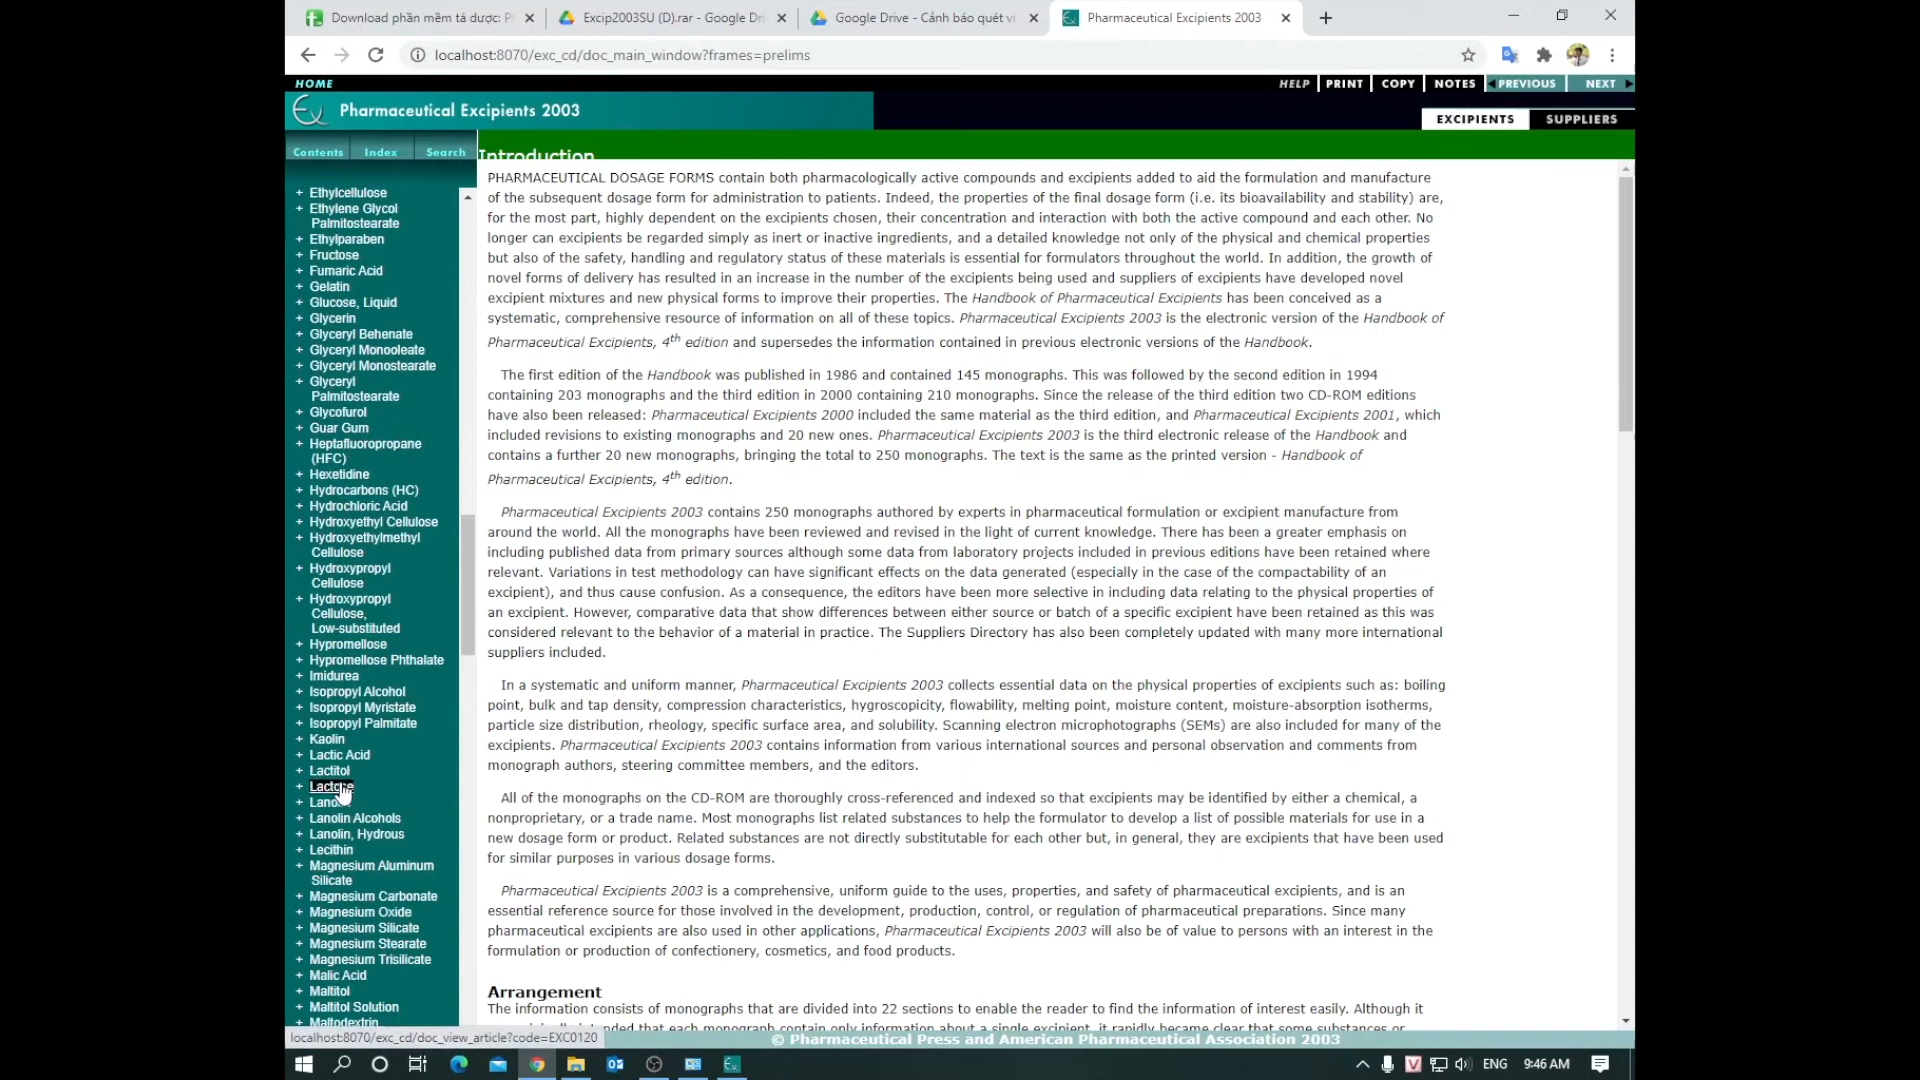 Download phần mềm tá dược: P
Excip2003SU (D).rar - Google Dr
Google Drive - Cảnh báo quét vi
Pharmaceutical Excipients 2003
localhost:8070/exc_cd/doc_main_window?frames=prelims
HOME
HELP PRINT COPY NOTES PREVIOUS NEXT
Pharmaceutical Excipients 2003
EXCIPIENTS SUPPLIERS
Contents Index Search
+ Ethylcellulose
+ Ethylene Glycol
Palmitostearate
+ Ethylparaben
+ Fructose
+ Fumaric Acid
+ Gelatin
+ Glucose, Liquid
+ Glycerin
+ Glyceryl Behenate
+ Glyceryl Monooleate
+ Glyceryl Monostearate
+ Glyceryl
Palmitostearate
+ Glycofurol
+ Guar Gum
+ Heptafluoropropane
(HFC)
+ Hexetidine
+ Hydrocarbons (HC)
+ Hydrochloric Acid
+ Hydroxyethyl Cellulose
+ Hydroxyethylmethyl
Cellulose
+ Hydroxypropyl
Cellulose
+ Hydroxypropyl
Cellulose,
Low-substituted
+ Hypromellose
+ Hypromellose Phthalate
+ Imidurea
+ Isopropyl Alcohol
+ Isopropyl Myristate
+ Isopropyl Palmitate
+ Kaolin
+ Lactic Acid
+ Lactitol
+ Lactose
+ Lanolin
+ Lanolin Alcohols
+ Lanolin, Hydrous
+ Lecithin
+ Magnesium Aluminum
Silicate
+ Magnesium Carbonate
+ Magnesium Oxide
+ Magnesium Silicate
+ Magnesium Stearate
+ Magnesium Trisilicate
+ Malic Acid
+ Maltitol
+ Maltitol Solution
+ Maltodextrin
Introduction
PHARMACEUTICAL DOSAGE FORMS contain both pharmacologically active compounds and excipients added to aid the formulation and manufacture
of the subsequent dosage form for administration to patients. Indeed, the properties of the final dosage form (i.e. its bioavailability and stability) are,
for the most part, highly dependent on the excipients chosen, their concentration and interaction with both the active compound and each other. No
longer can excipients be regarded simply as inert or inactive ingredients, and a detailed knowledge not only of the physical and chemical properties
but also of the safety, handling and regulatory status of these materials is essential for formulators throughout the world. In addition, the growth of
novel forms of delivery has resulted in an increase in the number of the excipients being used and suppliers of excipients have developed novel
excipient mixtures and new physical forms to improve their properties. The Handbook of Pharmaceutical Excipients has been conceived as a
systematic, comprehensive resource of information on all of these topics. Pharmaceutical Excipients 2003 is the electronic version of the Handbook of
Pharmaceutical Excipients, 4th edition and supersedes the information contained in previous electronic versions of the Handbook.
The first edition of the Handbook was published in 1986 and contained 145 monographs. This was followed by the second edition in 1994
containing 203 monographs and the third edition in 2000 containing 210 monographs. Since the release of the third edition two CD-ROM editions
have also been released: Pharmaceutical Excipients 2000 included the same material as the third edition, and Pharmaceutical Excipients 2001, which
included revisions to existing monographs and 20 new ones. Pharmaceutical Excipients 2003 is the third electronic release of the Handbook and
contains a further 20 new monographs, bringing the total to 250 monographs. The text is the same as the printed version - Handbook of
Pharmaceutical Excipients, 4th edition.
Pharmaceutical Excipients 2003 contains 250 monographs authored by experts in pharmaceutical formulation or excipient manufacture from
around the world. All the monographs have been reviewed and revised in the light of current knowledge. There has been a greater emphasis on
including published data from primary sources although some data from laboratory projects included in previous editions have been retained where
relevant. Variations in test methodology can have significant effects on the data generated (especially in the case of the compactability of an
excipient), and thus cause confusion. As a consequence, the editors have been more selective in including data relating to the physical properties of
an excipient. However, comparative data that show differences between either source or batch of a specific excipient have been retained as this was
considered relevant to the behavior of a material in practice. The Suppliers Directory has also been completely updated with many more international
suppliers included.
In a systematic and uniform manner, Pharmaceutical Excipients 2003 collects essential data on the physical properties of excipients such as: boiling
point, bulk and tap density, compression characteristics, hygroscopicity, flowability, melting point, moisture content, moisture-absorption isotherms,
particle size distribution, rheology, specific surface area, and solubility. Scanning electron microphotographs (SEMs) are also included for many of the
excipients. Pharmaceutical Excipients 2003 contains information from various international sources and personal observation and comments from
monograph authors, steering committee members, and the editors.
All of the monographs on the CD-ROM are thoroughly cross-referenced and indexed so that excipients may be identified by either a chemical, a
nonproprietary, or a trade name. Most monographs list related substances to help the formulator to develop a list of possible materials for use in a
new dosage form or product. Related substances are not directly substitutable for each other but, in general, they are excipients that have been used
for similar purposes in various dosage forms.
Pharmaceutical Excipients 2003 is a comprehensive, uniform guide to the uses, properties, and safety of pharmaceutical excipients, and is an
essential reference source for those involved in the development, production, control, or regulation of pharmaceutical preparations. Since many
pharmaceutical excipients are also used in other applications, Pharmaceutical Excipients 2003 will also be of value to persons with an interest in the
formulation or production of confectionery, cosmetics, and food products.
Arrangement
The information consists of monographs that are divided into 22 sections to enable the reader to find the information of interest easily. Although it
that each monograph contain only information about a single excipient, it rapidly became clear that some substances or
localhost:8070/exc_cd/doc_view_article?code=EXC0120
© Pharmaceutical Press and American Pharmaceutical Association 2003
ENG 9:46 AM